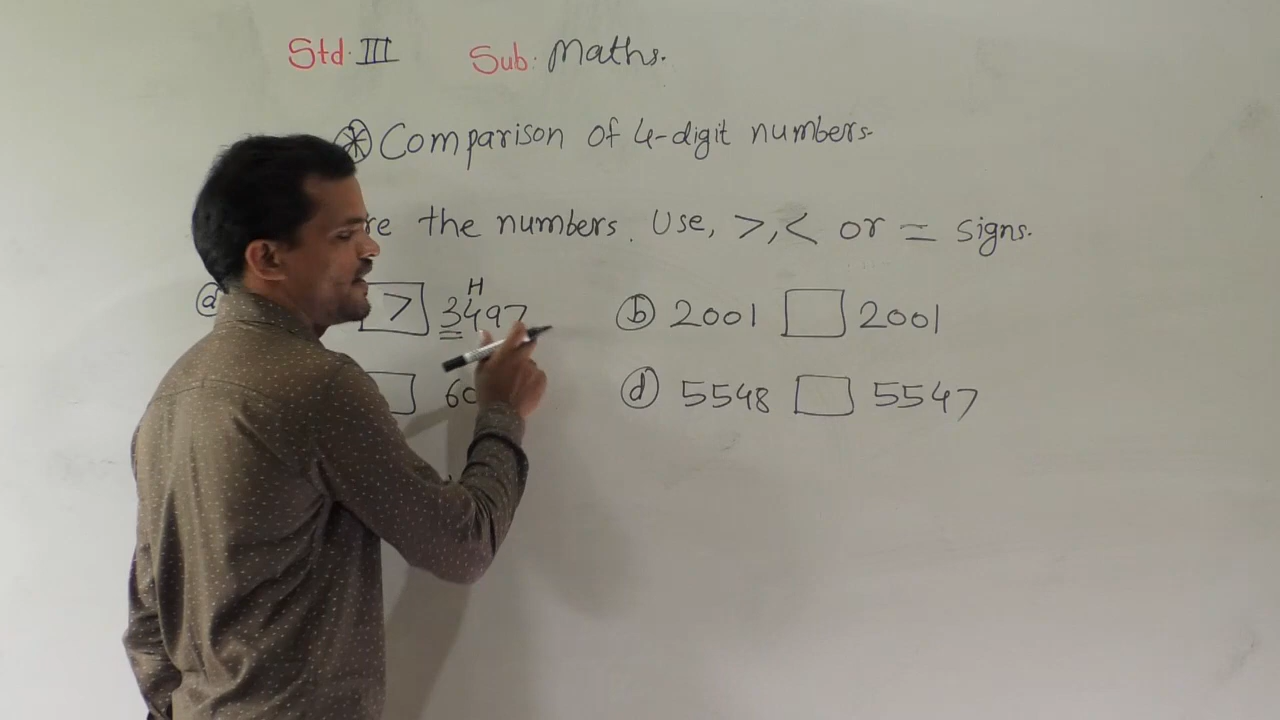 Std. III Sub: Maths.
* Comparison of 4-digit numbers.
re the numbers. Use, >, < or = signs.
H
a > 3497 b 2001 2001
60 d 5548 5547